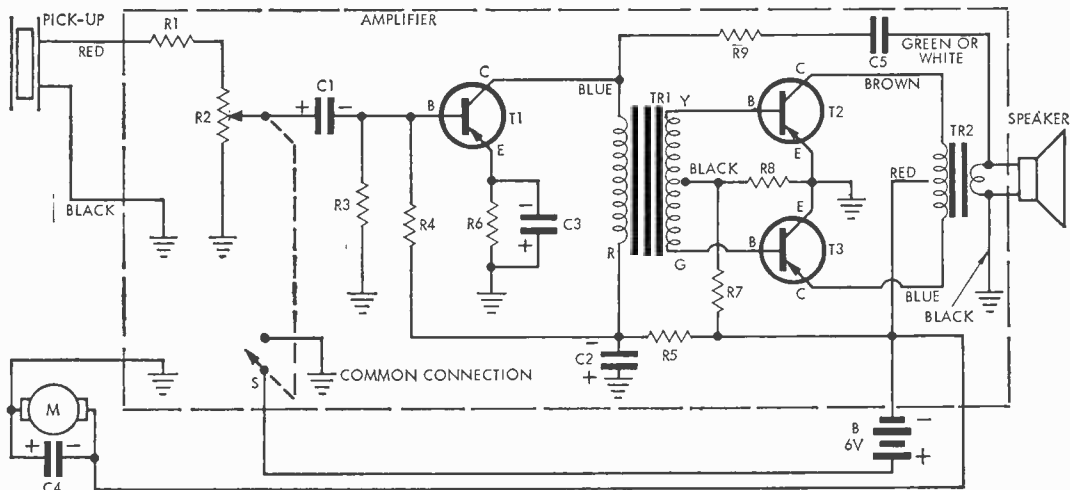 PICK-UP
AMPLIFIER
R1
RED
R9
C5
GREEN OR
WHITE
C
BROWN
C1
C
BLUE
TR1
Y
B
T2
SPEAKER
R2
+
-
B
T1
E
E
TR2
BLACK
R8
RED
BLACK
R3
R4
R6
-
C3
+
E
R
B
T3
G
R7
C
BLUE
BLACK
-
C2
+
R5
S
COMMON CONNECTION
M
+
-
C4
B
6V
-
+